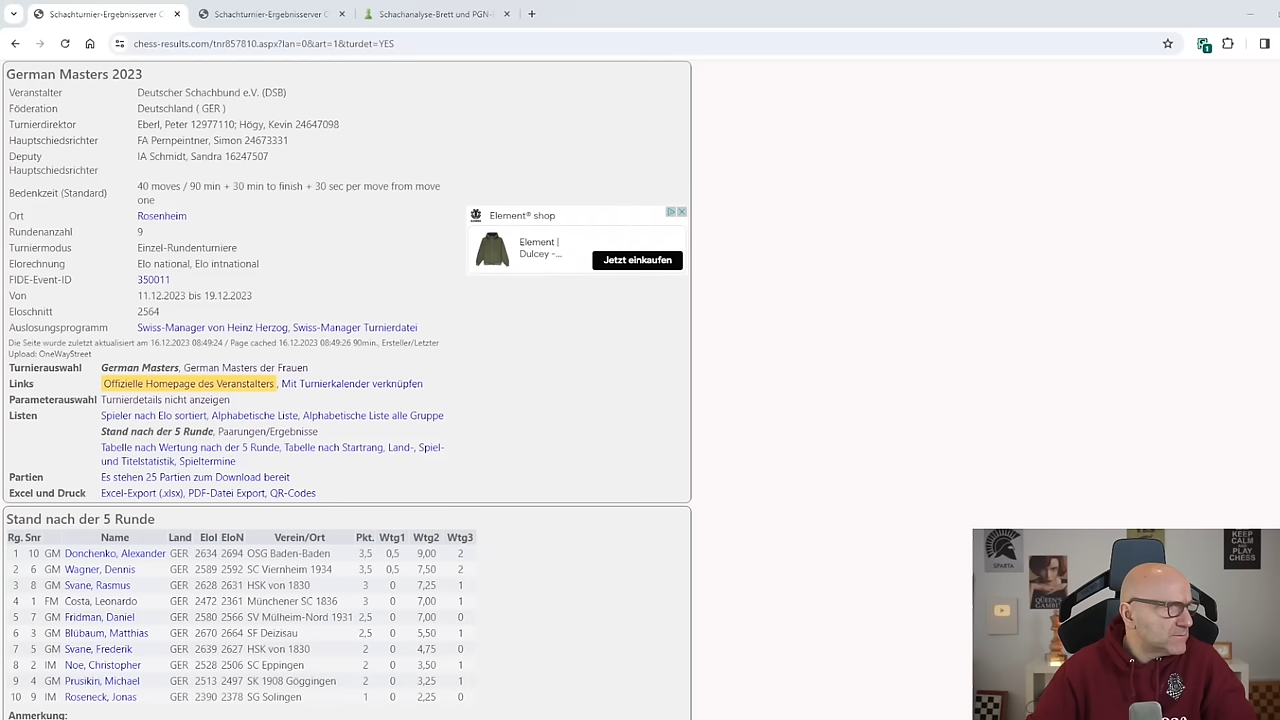 Schachturnier-Ergebnisserver C
Schachturnier-Ergebnisserver C
Schachanalyse-Brett und PGN-
chess-results.com/tnr857810.aspx?lan=0&art=1&turdet=YES
1
German Masters 2023
Veranstalter Deutscher Schachbund e.V. (DSB)
Föderation Deutschland ( GER )
Turnierdirektor Eberl, Peter 12977110; Högy, Kevin 24647098
Hauptschiedsrichter FA Pernpeintner, Simon 24673331
Deputy IA Schmidt, Sandra 16247507
Hauptschiedsrichter
Bedenkzeit (Standard) 40 moves / 90 min + 30 min to finish + 30 sec per move from move
one
Ort Rosenheim
Rundenanzahl 9
Turniermodus Einzel-Rundenturniere
Elorechnung Elo national, Elo intnational
FIDE-Event-ID 350011
Von 11.12.2023 bis 19.12.2023
Eloschnitt 2564
Auslosungsprogramm Swiss-Manager von Heinz Herzog, Swiss-Manager Turnierdatei
Die Seite wurde zuletzt aktualisiert am 16.12.2023 08:49:24 / Page cached 16.12.2023 08:49:26 90min., Ersteller/Letzter
Upload: OneWayStreet
Turnierauswahl German Masters, German Masters der Frauen
Links Offizielle Homepage des Veranstalters , Mit Turnierkalender verknüpfen
Parameterauswahl Turnierdetails nicht anzeigen
Listen Spieler nach Elo sortiert, Alphabetische Liste, Alphabetische Liste alle Gruppe
Stand nach der 5 Runde, Paarungen/Ergebnisse
Tabelle nach Wertung nach der 5 Runde, Tabelle nach Startrang, Land-, Spiel-
und Titelstatistik, Spieltermine
Partien Es stehen 25 Partien zum Download bereit
Excel und Druck Excel-Export (.xlsx), PDF-Datei Export, QR-Codes
Element® shop
Element |
Dulcey -...
Jetzt einkaufen
Stand nach der 5 Runde
Rg. Snr Name Land EloI EloN Verein/Ort Pkt. Wtg1 Wtg2 Wtg3
1 10 GM Donchenko, Alexander GER 2634 2694 OSG Baden-Baden 3,5 0,5 9,00 2
2 6 GM Wagner, Dennis GER 2589 2592 SC Viernheim 1934 3,5 0,5 7,50 2
3 8 GM Svane, Rasmus GER 2628 2631 HSK von 1830 3 0 7,25 1
4 1 FM Costa, Leonardo GER 2472 2361 Münchener SC 1836 3 0 7,00 1
5 7 GM Fridman, Daniel GER 2580 2566 SV Mülheim-Nord 1931 2,5 0 7,00 0
6 3 GM Blübaum, Matthias GER 2670 2664 SF Deizisau 2,5 0 5,50 1
7 5 GM Svane, Frederik GER 2639 2627 HSK von 1830 2 0 4,75 0
8 2 IM Noe, Christopher GER 2528 2506 SC Eppingen 2 0 3,50 1
9 4 GM Prusikin, Michael GER 2513 2497 SK 1908 Göggingen 2 0 3,25 1
10 9 IM Roseneck, Jonas GER 2390 2378 SG Solingen 1 0 2,25 0
Anmerkung:
SPARTA
THE QUEEN'S GAMBIT
KEEP
CALM
AND
PLAY
CHESS